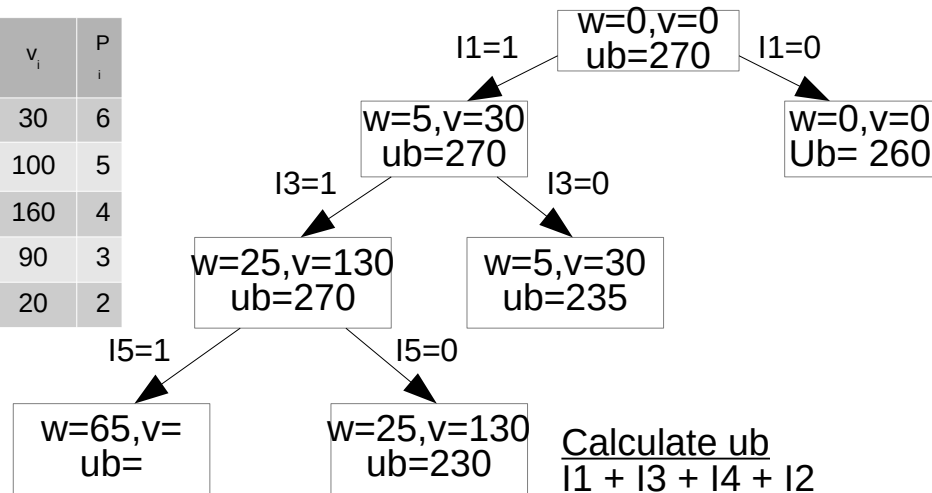 v i P i
30 6
100 5
160 4
90 3
20 2
w=0,v=0
ub=270
I1=1
I1=0
w=5,v=30
ub=270
w=0,v=0
Ub= 260
I3=1
I3=0
w=25,v=130
ub=270
w=5,v=30
ub=235
I5=1
I5=0
w=65,v=
ub=
w=25,v=130
ub=230
Calculate ub
I1 + I3 + I4 + I2